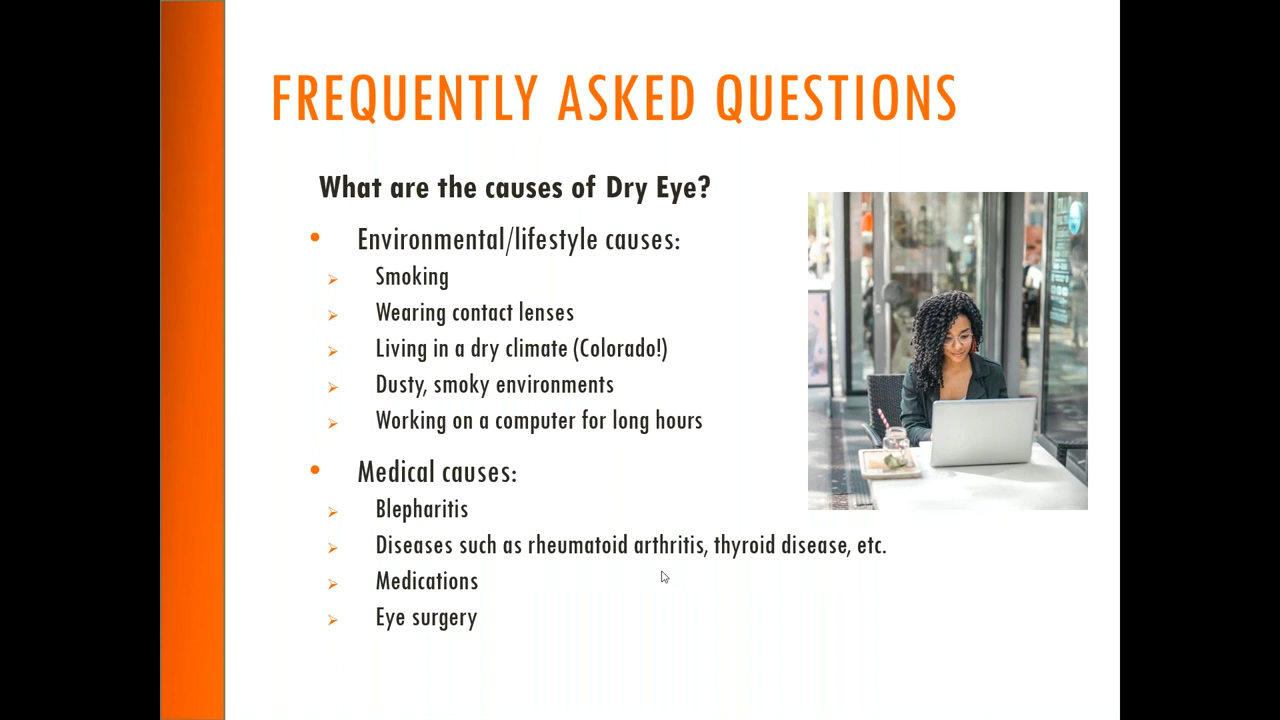 FREQUENTLY ASKED QUESTIONS
What are the causes of Dry Eye?
Environmental/lifestyle causes:
Smoking
Wearing contact lenses
Living in a dry climate (Colorado!)
Dusty, smoky environments
Working on a computer for long hours
Medical causes:
Blepharitis
Diseases such as rheumatoid arthritis, thyroid disease, etc.
Medications
Eye surgery